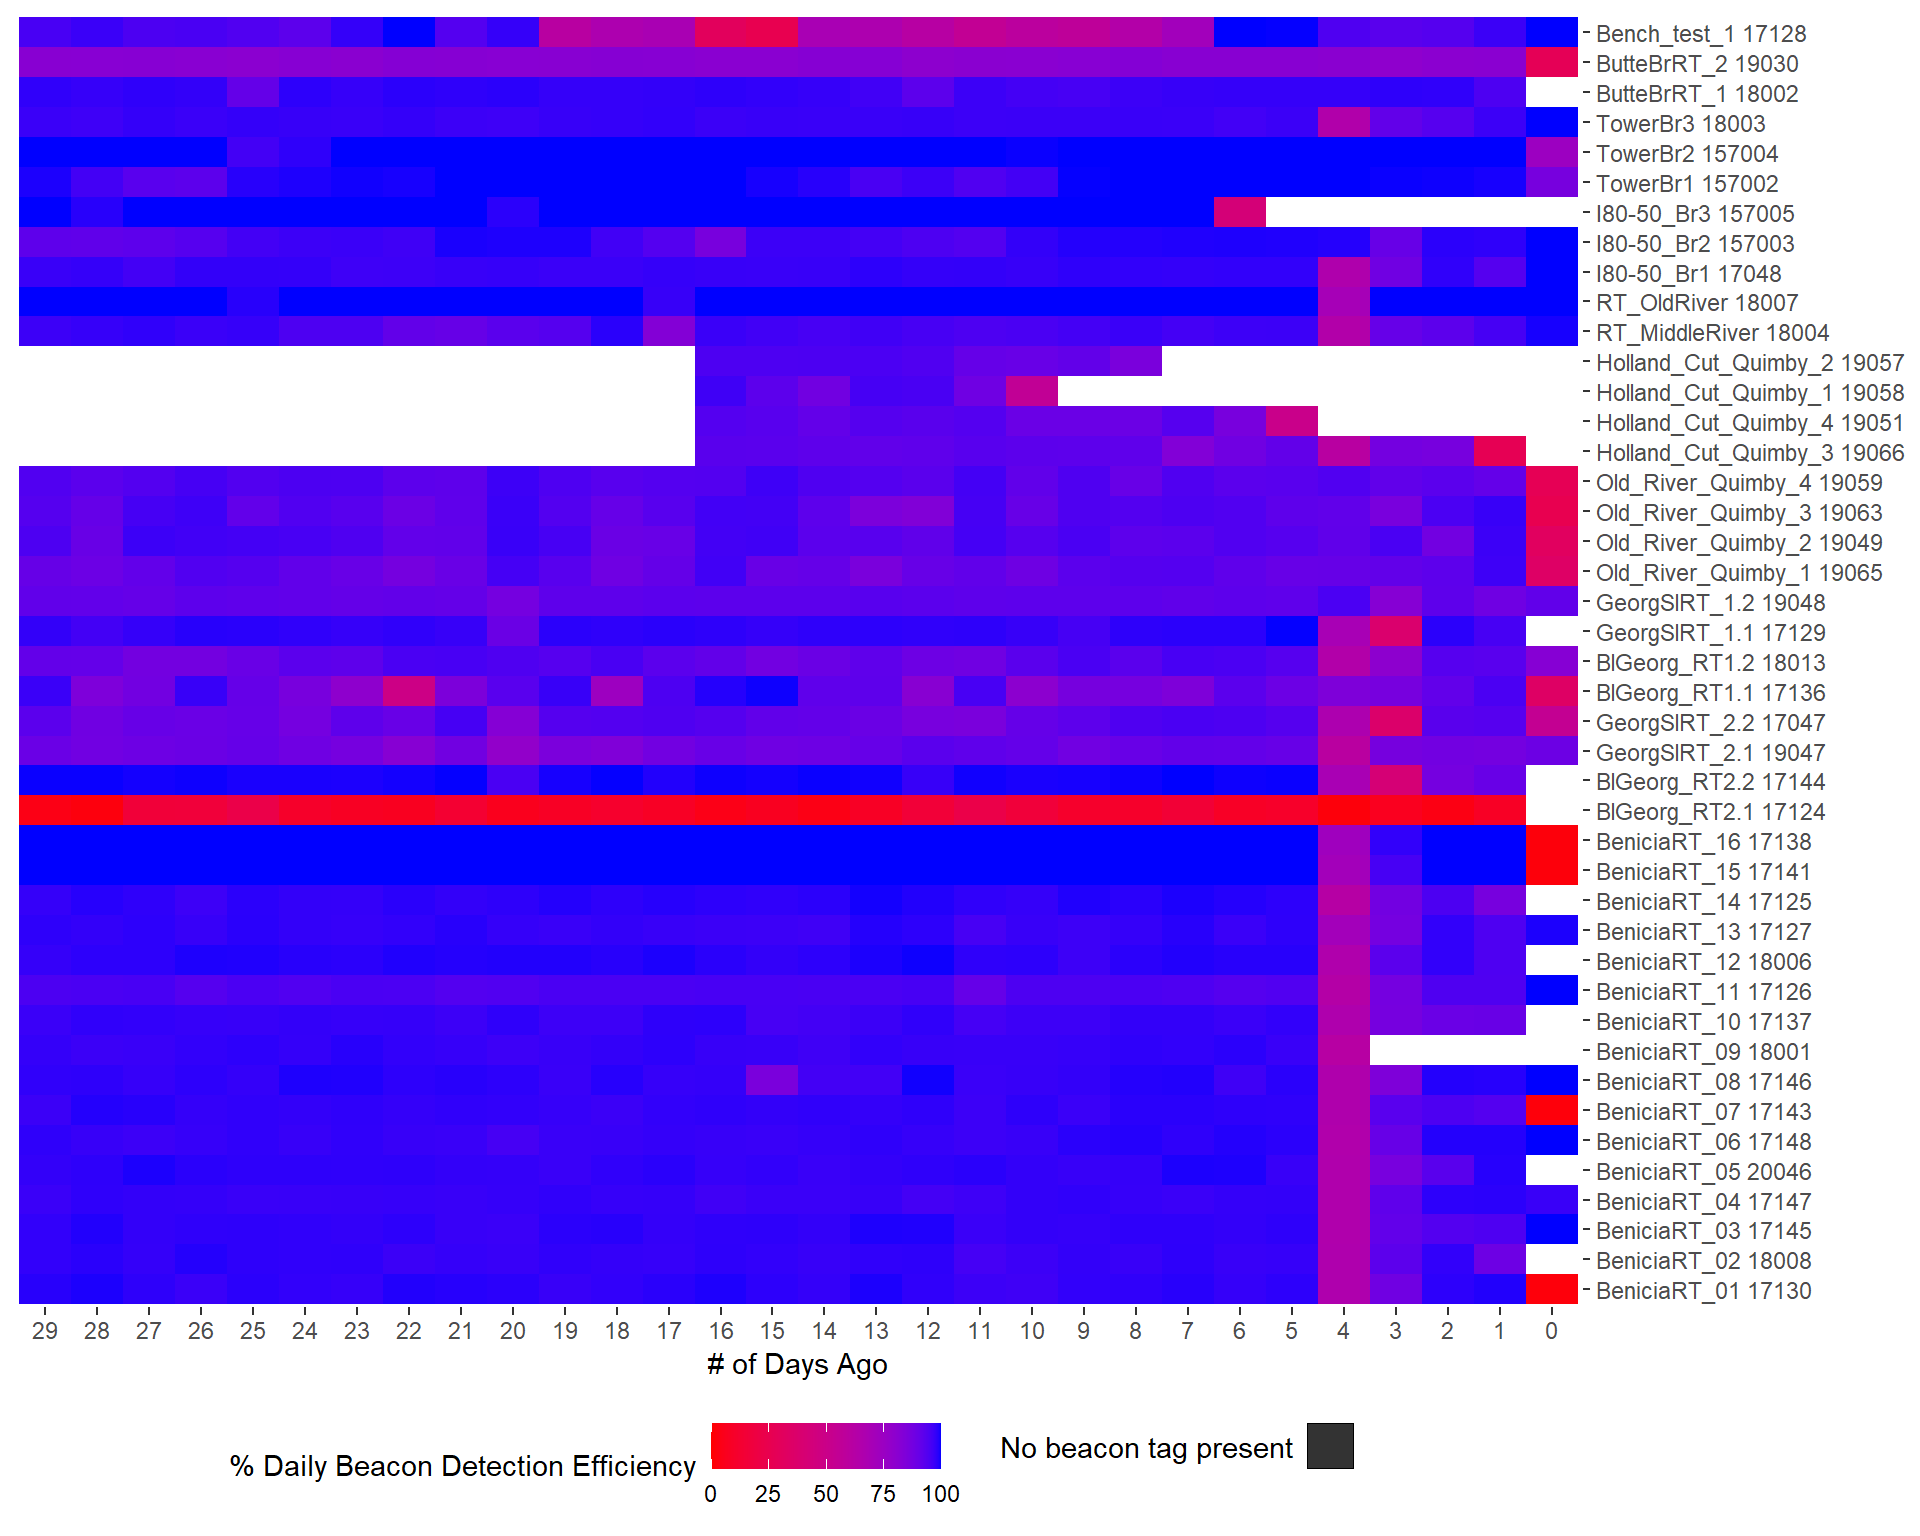 Bench_test_1 17128
ButteBrRT_2 19030
ButteBrRT_1 18002
TowerBr3 18003
TowerBr2 157004
TowerBr1 157002
I80-50_Br3 157005
I80-50_Br2 157003
I80-50_Br1 17048
RT_OldRiver 18007
RT_MiddleRiver 18004
Holland_Cut_Quimby_2 19057
Holland_Cut_Quimby_1 19058
Holland_Cut_Quimby_4 19051
Holland_Cut_Quimby_3 19066
Old_River_Quimby_4 19059
Old_River_Quimby_3 19063
Old_River_Quimby_2 19049
Old_River_Quimby_1 19065
GeorgSlRT_1.2 19048
GeorgSlRT_1.1 17129
BlGeorg_RT1.2 18013
BlGeorg_RT1.1 17136
GeorgSlRT_2.2 17047
GeorgSlRT_2.1 19047
BlGeorg_RT2.2 17144
BlGeorg_RT2.1 17124
BeniciaRT_16 17138
BeniciaRT_15 17141
BeniciaRT_14 17125
BeniciaRT_13 17127
BeniciaRT_12 18006
BeniciaRT_11 17126
BeniciaRT_10 17137
BeniciaRT_09 18001
BeniciaRT_08 17146
BeniciaRT_07 17143
BeniciaRT_06 17148
BeniciaRT_05 20046
BeniciaRT_04 17147
BeniciaRT_03 17145
BeniciaRT_02 18008
BeniciaRT_01 17130
29 28 27 26 25 24 23 22 21 20 19 18 17 16 15 14 13 12 11 10 9 8 7 6 5 4 3 2 1 0
# of Days Ago
% Daily Beacon Detection Efficiency
0 25 50 75 100
No beacon tag present